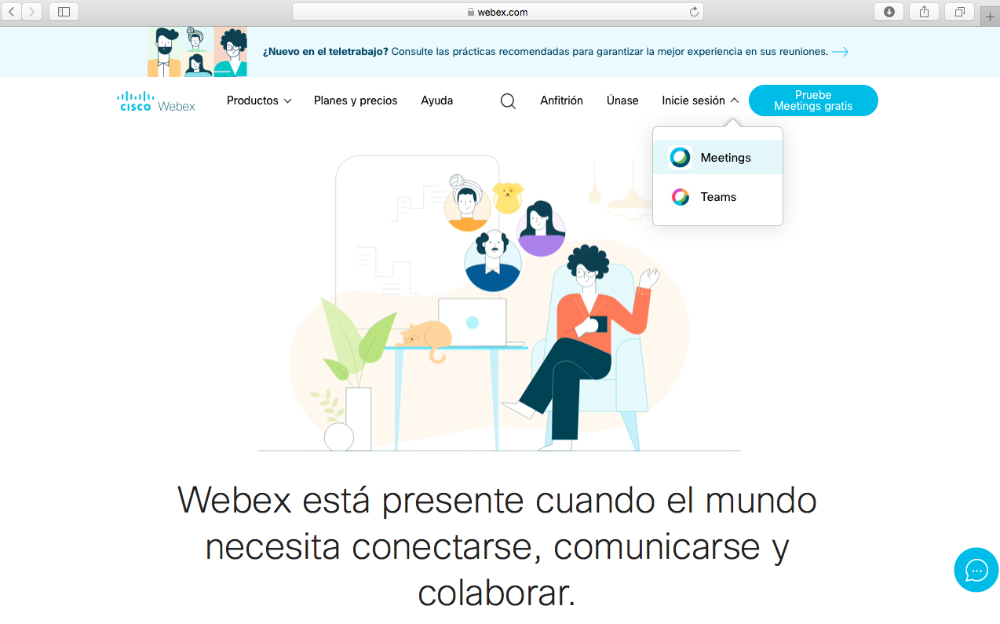 webex.com
¿Nuevo en el teletrabajo? Consulte las prácticas recomendadas para garantizar la mejor experiencia en sus reuniones.
CISCO Webex
Productos
Planes y precios
Ayuda
Anfitrión
Únase
Inicie sesión
Pruebe
Meetings gratis
Meetings
Teams
Webex está presente cuando el mundo
necesita conectarse, comunicarse y
colaborar.